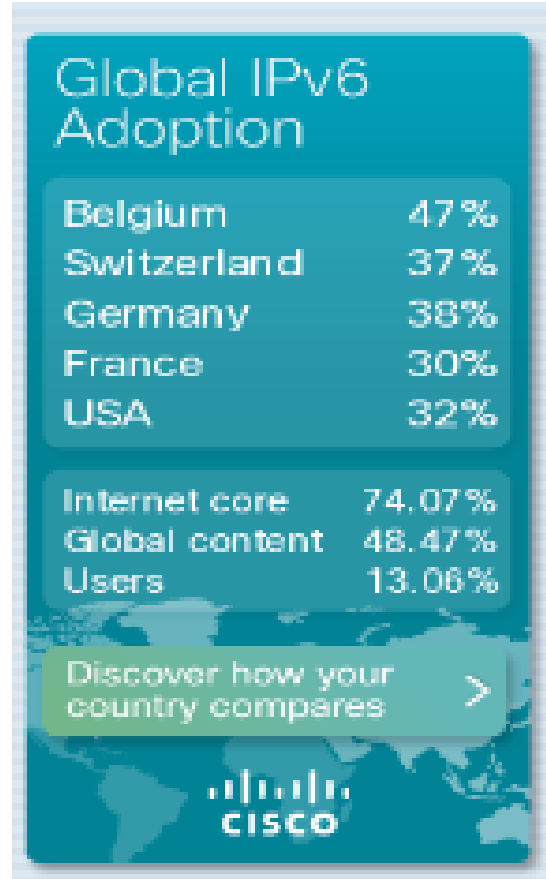 Global IPv6
Adoption
Belgium 47%
Switzerland 37%
Germany 38%
France 30%
USA 32%
Internet core 74.07%
Global content 48.47%
Users 13.06%
Discover how your
country compares >
CISCO